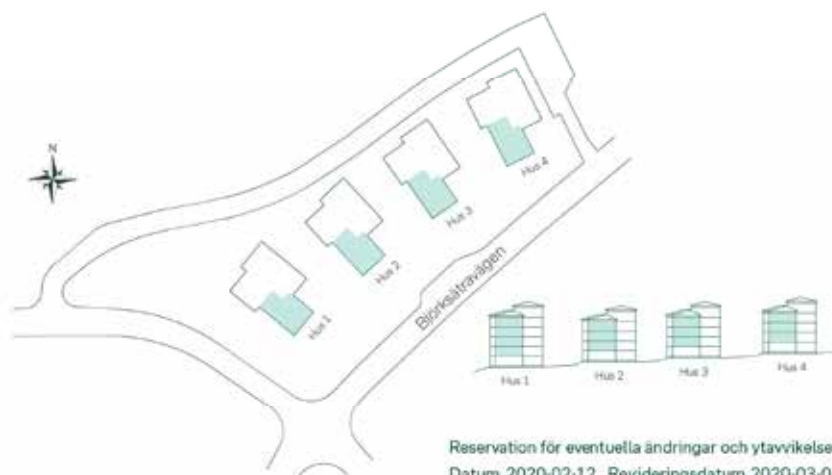 N
Hus 4
Hus 3
Hus 2
Hus 1
Björksätravägen
Hus 1
Hus 2
Hus 3
Hus 4
Reservation för eventuella ändringar och ytavvikelse
Datum 2020-02-12 Revideringsdatum 2020-03-0